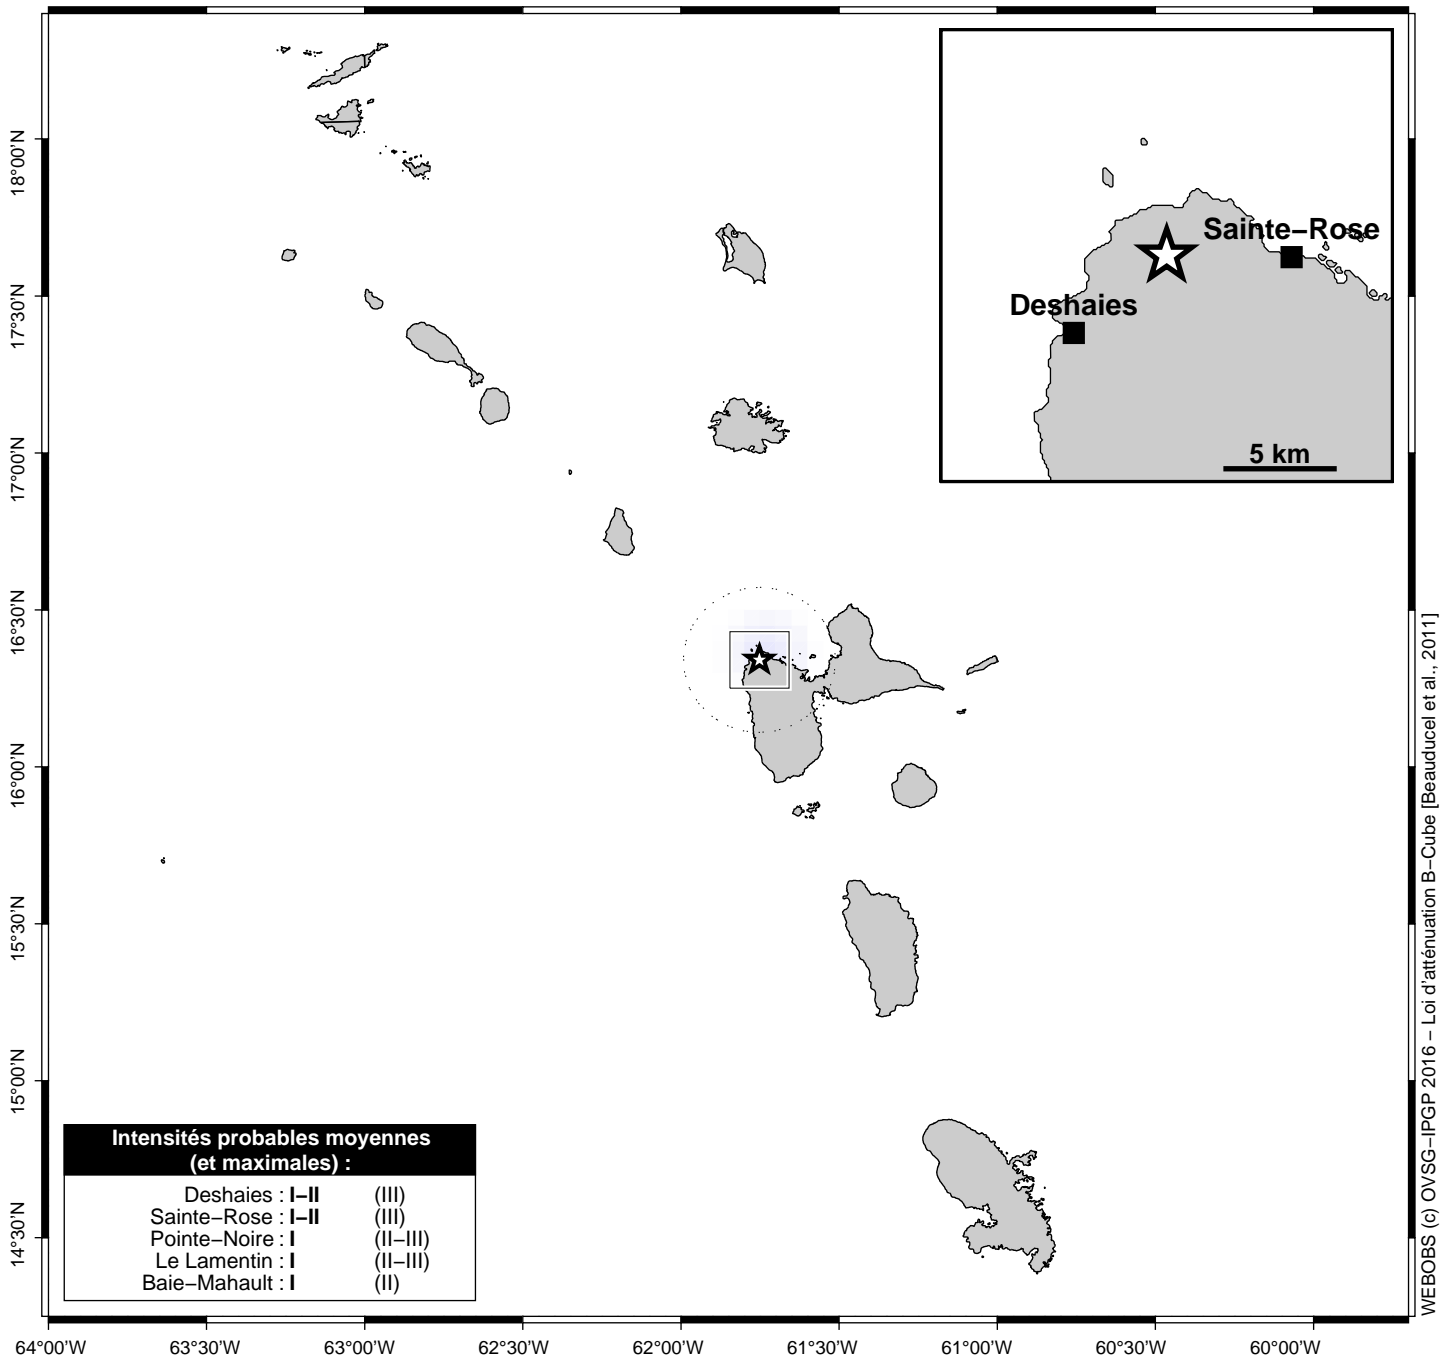 18°00'N
17°30'N
17°00'N
16°30'N
16°00'N
15°30'N
15°00'N
14°30'N
64°00'W
63°30'W
63°00'W
62°30'W
62°00'W
61°30'W
61°00'W
60°30'W
60°00'W
Sainte−Rose
Deshaies
5 km
Intensités probables moyennes
(et maximales) :
Deshaies : I−II (III)
Sainte−Rose : I−II (III)
Pointe−Noire : I (II−III)
Le Lamentin : I (II−III)
Baie−Mahault : I (II)
WEBOBS (c) OVSG−IPGP 2016 − Loi d'atténuation B−Cube [Beauducel et al., 2011]